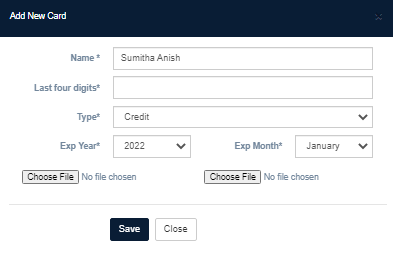 Add New Card ×
Name * Sumitha Anish
Last four digits*
Type* Credit
Exp Year* 2022 Exp Month* January
Choose File No file chosen Choose File No file chosen
Save Close